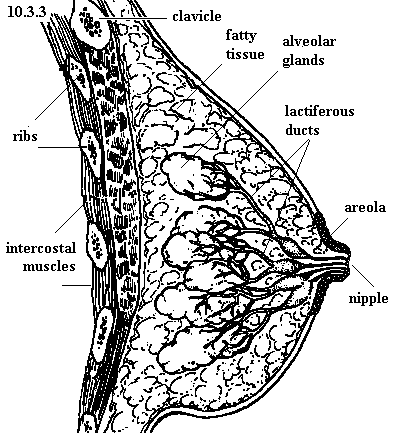 10.3.3
clavicle
fatty
tissue
alveolar
glands
lactiferous
ducts
ribs
areola
intercostal
muscles
nipple